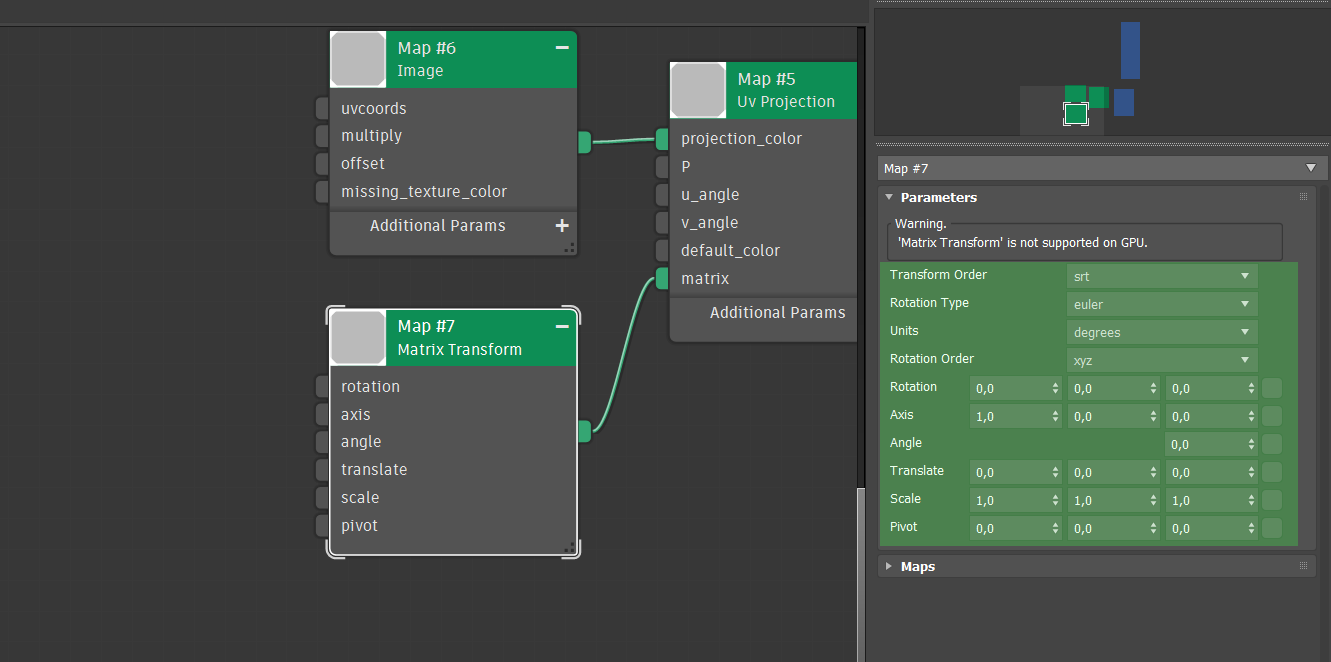 Map #6
Image
uvcoords
multiply
offset
missing_texture_color
Additional Params
Map #5
Uv Projection
projection_color
P
u_angle
v_angle
default_color
matrix
Additional Params
Map #7
Matrix Transform
rotation
axis
angle
translate
scale
pivot
Map #7
Parameters
Warning.
'Matrix Transform' is not supported on GPU.
Transform Order srt
Rotation Type euler
Units degrees
Rotation Order xyz
Rotation 0,0 0,0 0,0
Axis 1,0 0,0 0,0
Angle 0,0
Translate 0,0 0,0 0,0
Scale 1,0 1,0 1,0
Pivot 0,0 0,0 0,0
Maps